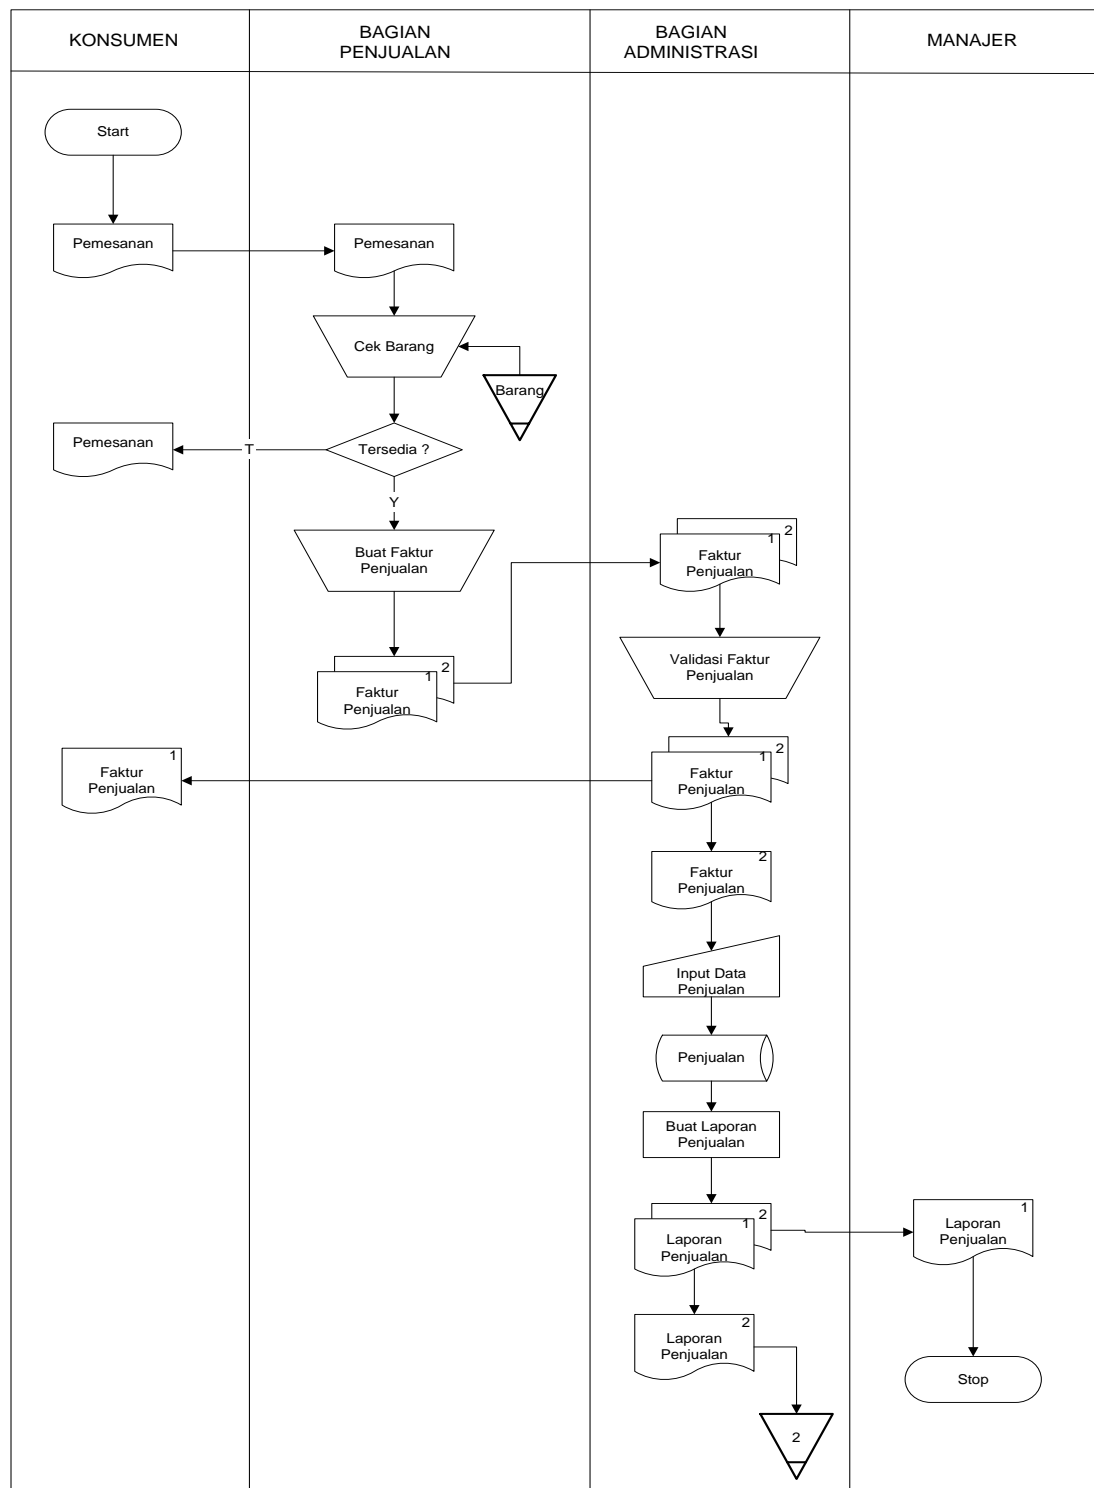 KONSUMEN
BAGIAN
PENJUALAN
BAGIAN
ADMINISTRASI
MANAJER
Start
Pemesanan
Pemesanan
Cek Barang
Barang
Pemesanan
T
Tersedia ?
Y
Buat Faktur
Penjualan
2
1
Faktur
Penjualan
2
1
Faktur
Penjualan
Validasi Faktur
Penjualan
2
1
Faktur
Penjualan
1
Faktur
Penjualan
2
Faktur
Penjualan
Input Data
Penjualan
Penjualan
Buat Laporan
Penjualan
2
1
Laporan
Penjualan
1
Laporan
Penjualan
2
Laporan
Penjualan
Stop
2